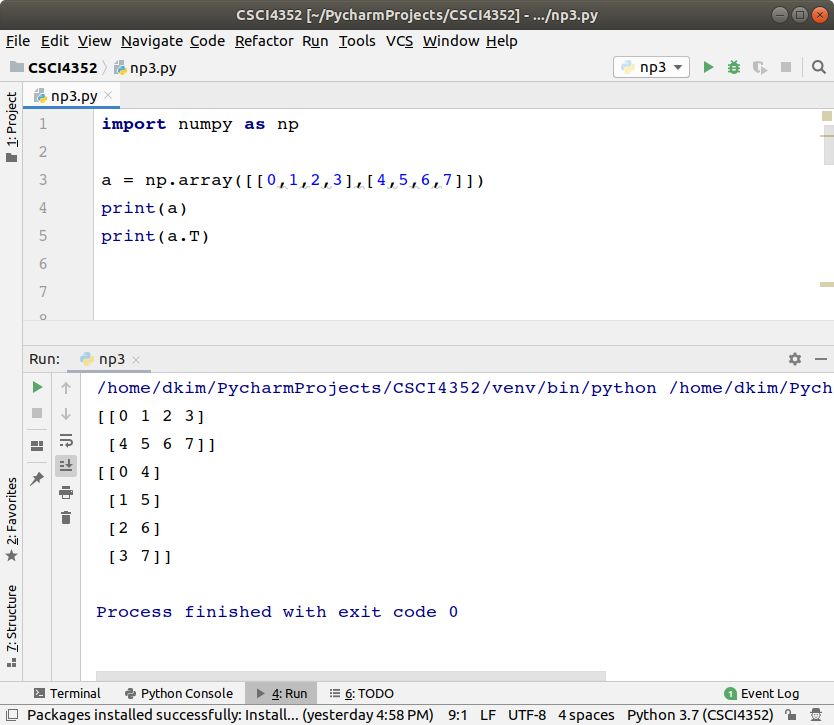 CSCI4352 [~/PycharmProjects/CSCI4352] - .../np3.py
File Edit View Navigate Code Refactor Run Tools VCS Window Help
CSCI4352 np3.py np3
1: Project
np3.py
1 import numpy as np
2
3 a = np.array([[0,1,2,3],[4,5,6,7]])
4 print(a)
5 print(a.T)
6
7
8
Run: np3
/home/dkim/PycharmProjects/CSCI4352/venv/bin/python /home/dkim/Pych
[[0 1 2 3]
 [4 5 6 7]]
[[0 4]
 [1 5]
 [2 6]
 [3 7]]
Process finished with exit code 0
2: Favorites
7: Structure
Terminal Python Console 4: Run 6: TODO 1 Event Log
Packages installed successfully: Install... (yesterday 4:58 PM) 9:1 LF UTF-8 4 spaces Python 3.7 (CSCI4352)